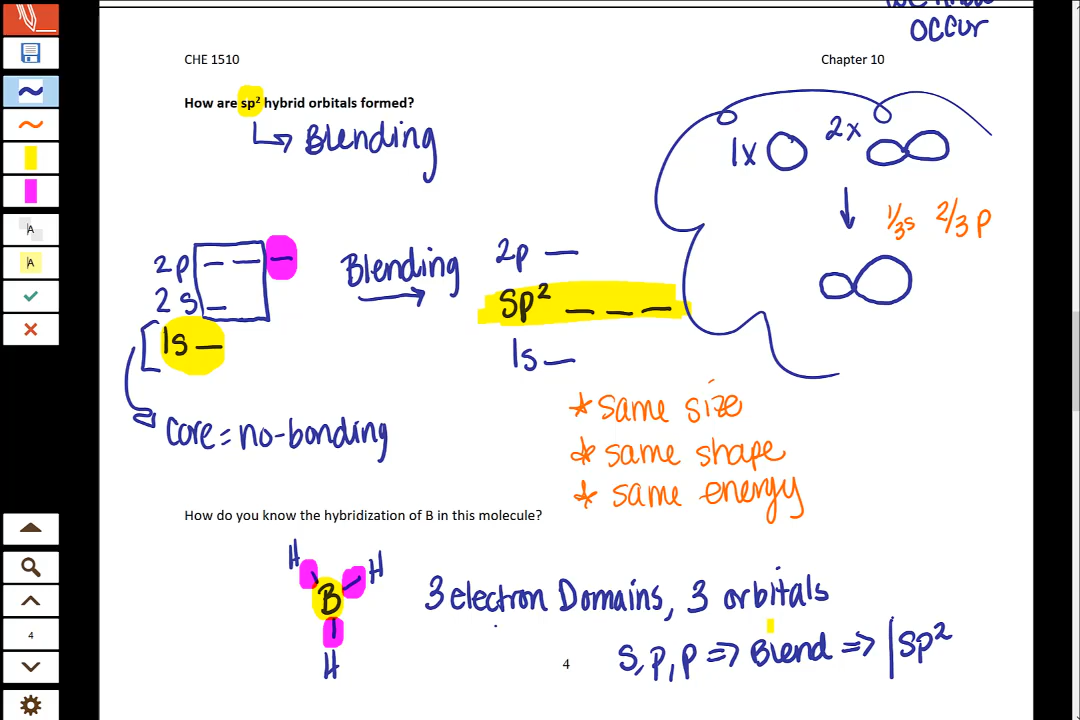 occur
CHE 1510
Chapter 10
How are sp² hybrid orbitals formed?
Blending
1x
2x
1/3s 2/3 p
2p
2s
1s
Blending
2p
Sp²
1s
Core = no-bonding
* same size
* same shape
* same energy
How do you know the hybridization of B in this molecule?
H
H
B
H
3 electron Domains, 3 orbitals
S, P, P => Blend => Sp²
4
4
A
A